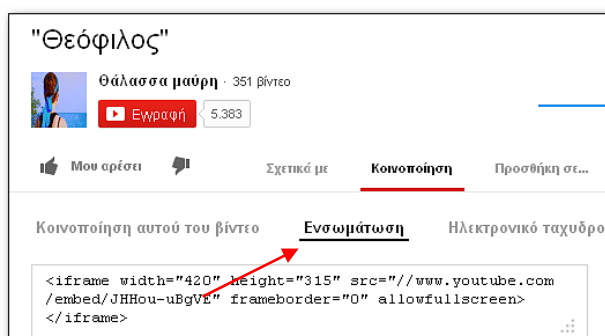 "Θεόφιλος"
Θάλασσα μαύρη · 351 βίντεο
Εγγραφή 5.383
Μου αρέσει Σχετικά με Κοινοποίηση Προσθήκη σε...
Κοινοποίηση αυτού του βίντεο Ενσωμάτωση Ηλεκτρονικό ταχυδρο
<iframe width="420" height="315" src="//www.youtube.com
/embed/JHHou-uBgVE" frameborder="0" allowfullscreen>
</iframe>